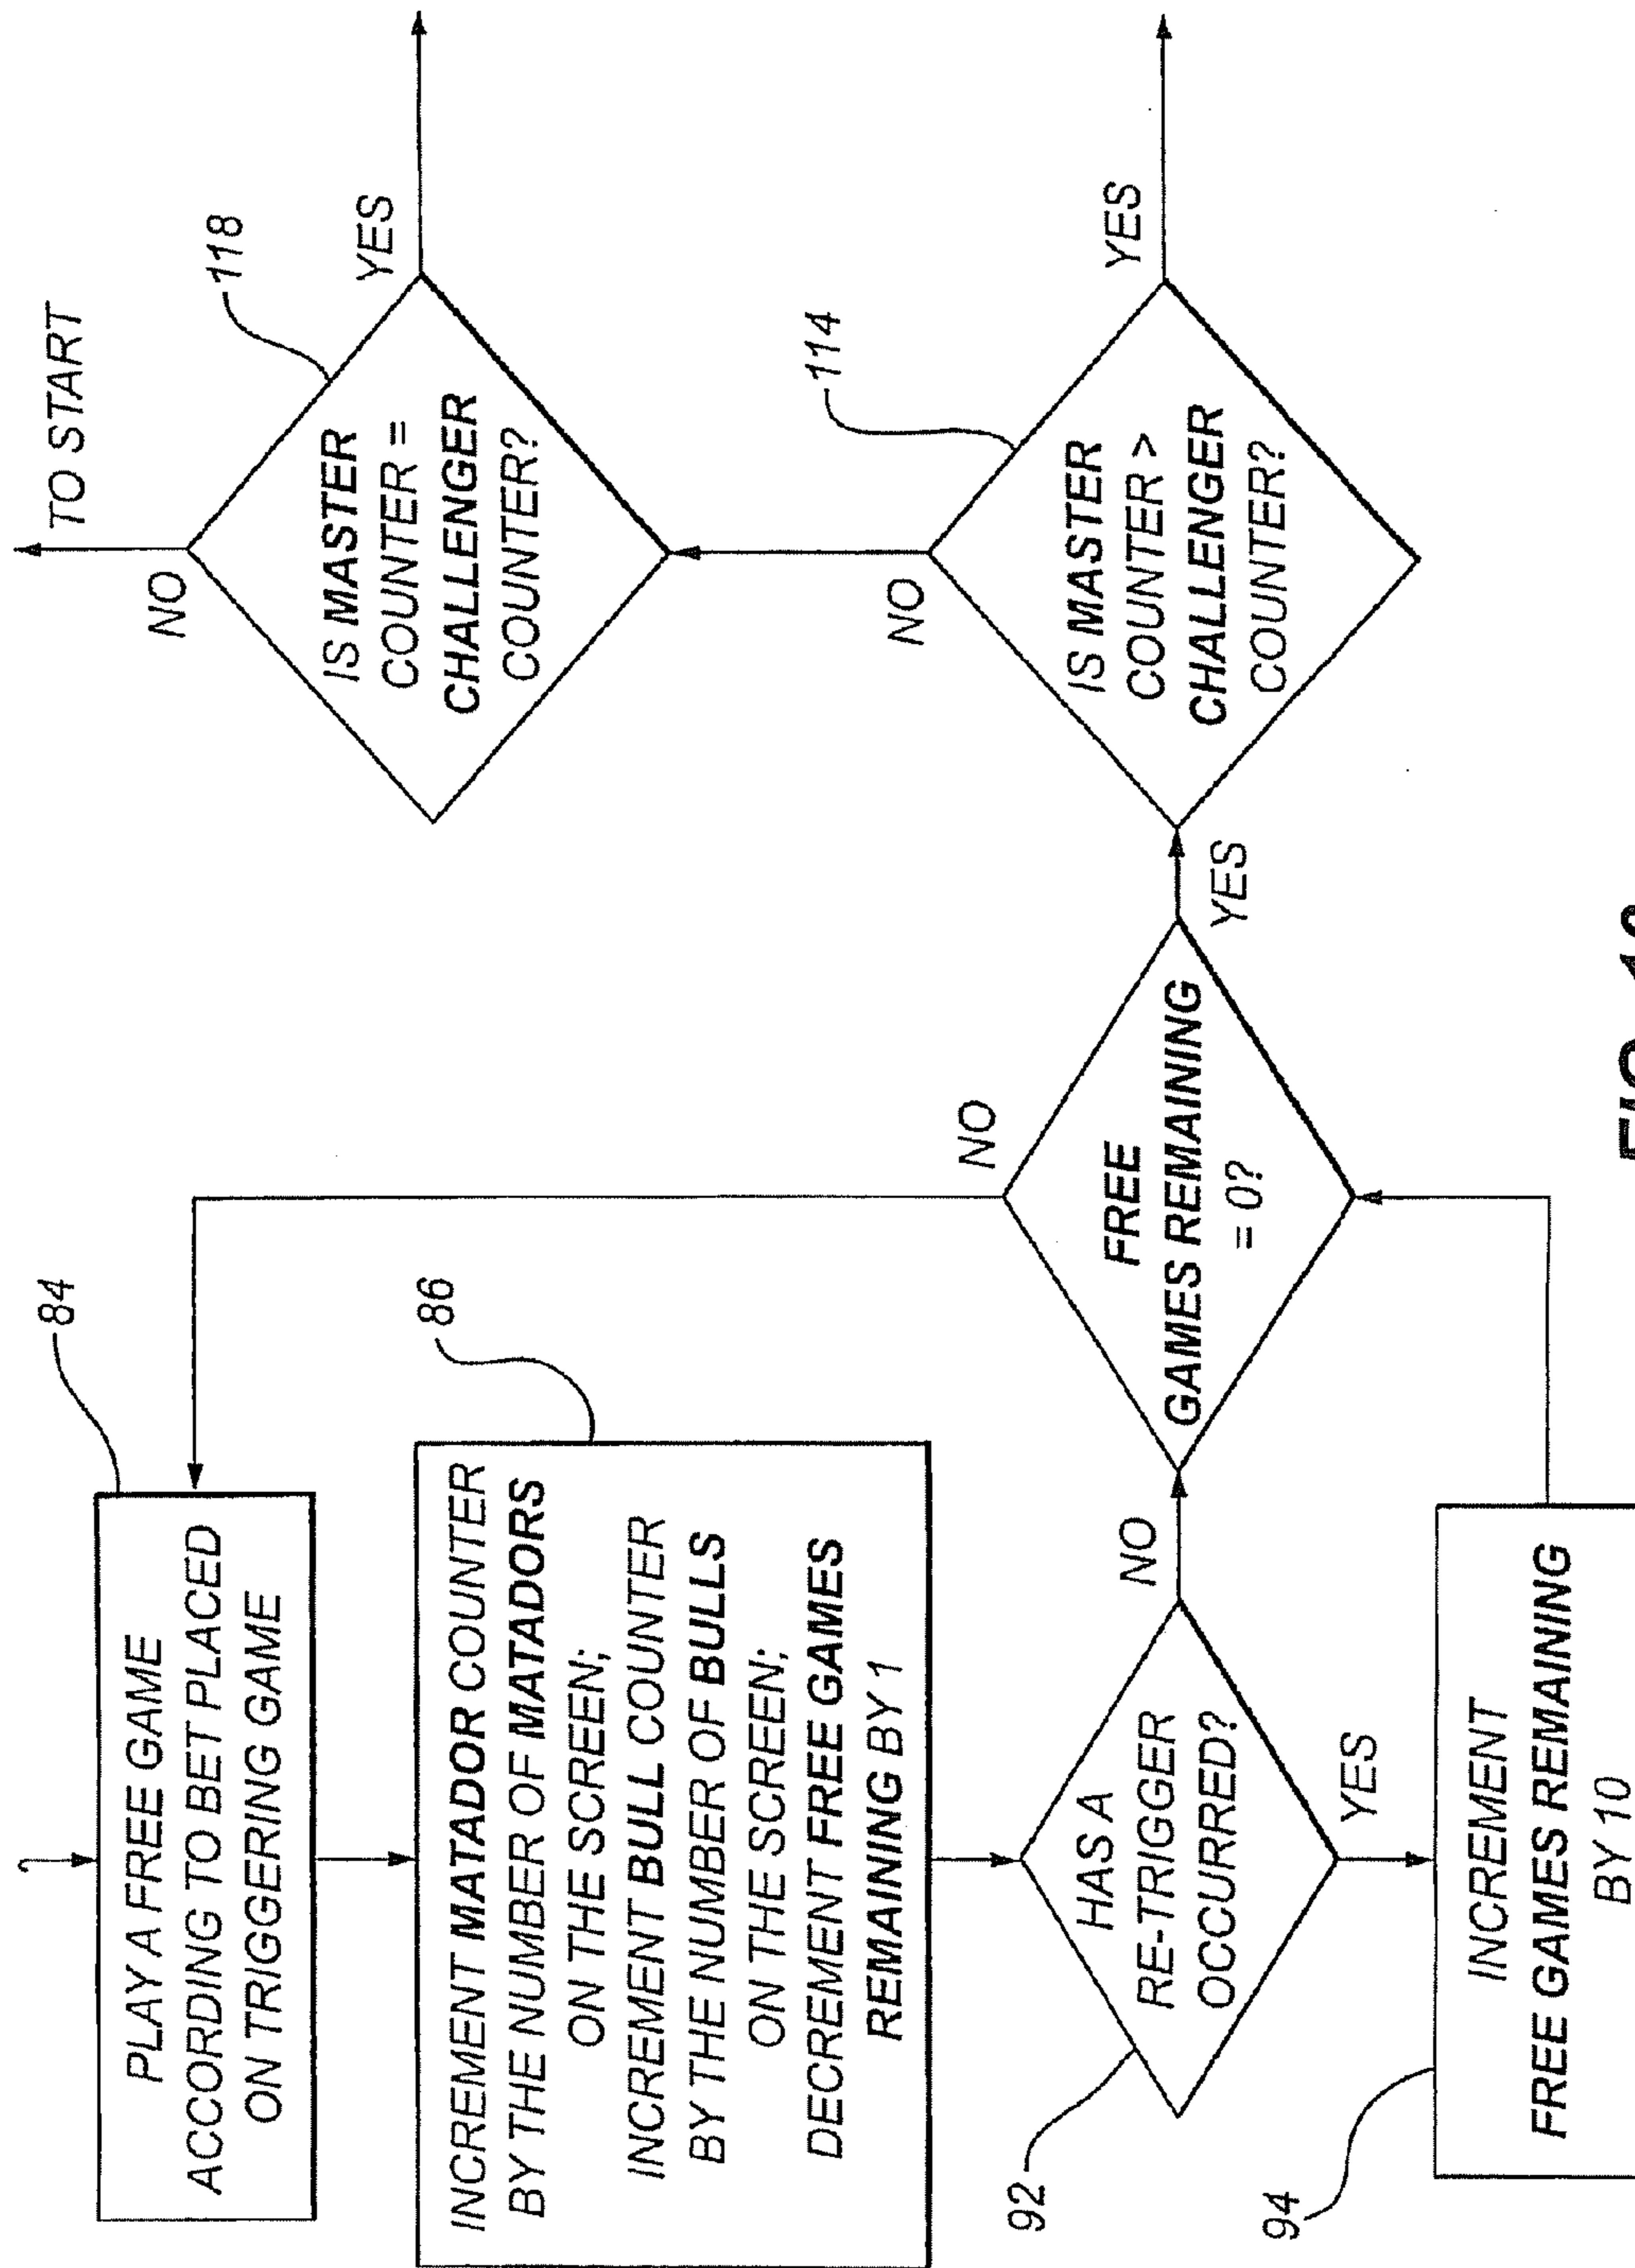 84
PLAY A FREE GAME
ACCORDING TO BET PLACED
ON TRIGGERING GAME
86
INCREMENT MATADOR COUNTER
BY THE NUMBER OF MATADORS
ON THE SCREEN;
INCREMENT BULL COUNTER
BY THE NUMBER OF BULLS
ON THE SCREEN;
DECREMENT FREE GAMES
REMAINING BY 1
92
HAS A
RE-TRIGGER
OCCURRED?
NO
YES
94
INCREMENT
FREE GAMES REMAINING
BY 10
NO
FREE
GAMES REMAINING
= 0?
YES
114
IS MASTER
COUNTER >
CHALLENGER
COUNTER?
YES
NO
118
IS MASTER
COUNTER =
CHALLENGER
COUNTER?
YES
NO
TO START